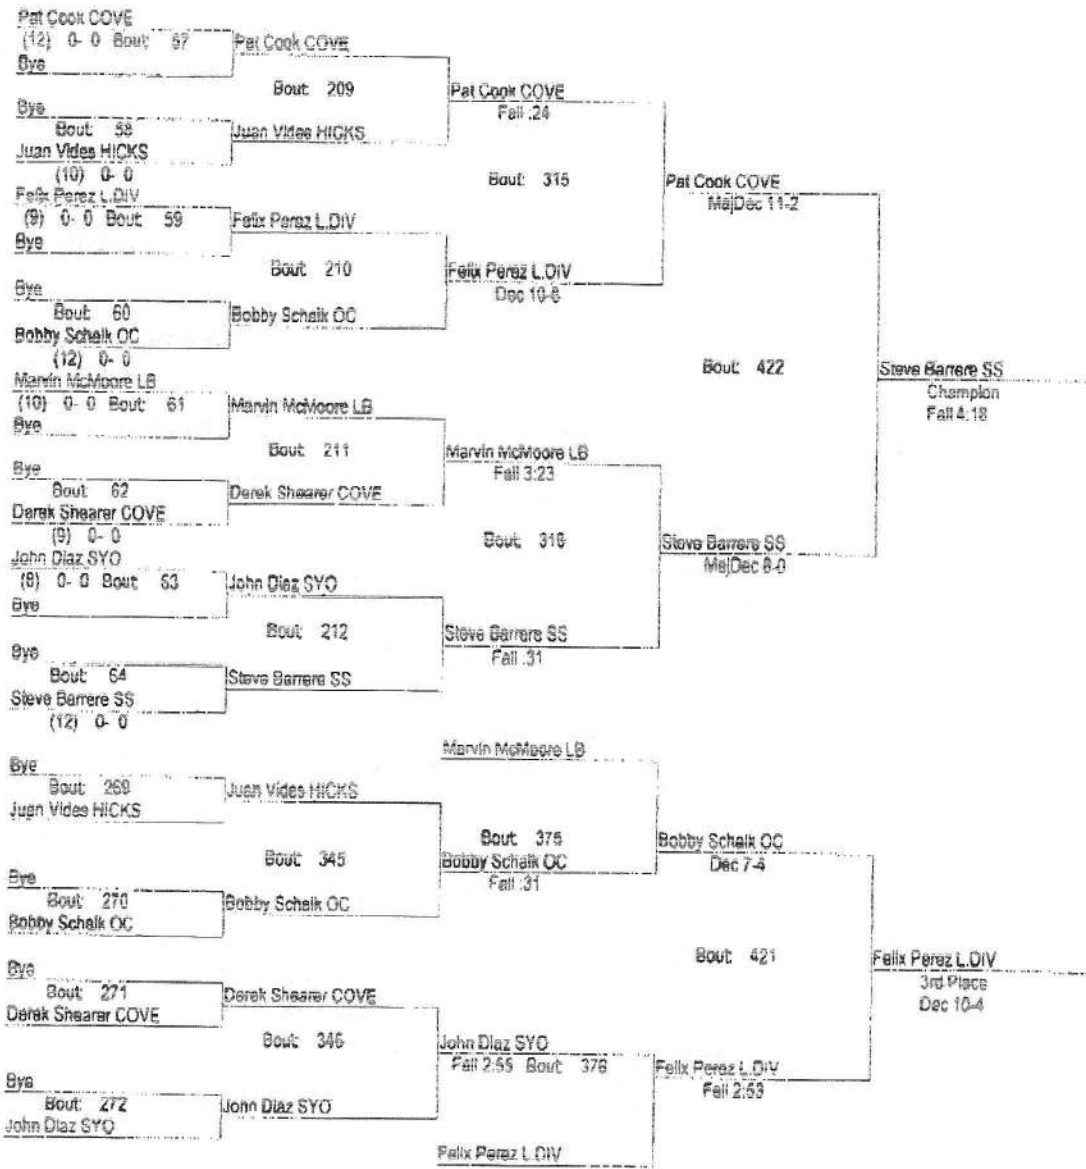 Pat Cook COVE
(12) 0- 0 Bout: 57
Bye
Pat Cook COVE
Bout: 209
Bye
Bout: 58
Juan Vides HICKS
(10) 0- 0
Juan Vides HICKS
Pat Cook COVE
Fall :24
Bout: 315
Felix Perez L.DIV
(9) 0- 0 Bout: 59
Bye
Felix Perez L.DIV
Bout: 210
Bye
Bout: 60
Bobby Schalk OC
(12) 0- 0
Bobby Schalk OC
Felix Perez L.DIV
Dec 10-8
Pat Cook COVE
MajDec 11-2
Bout: 422
Marvin McMoore LB
(10) 0- 0 Bout: 61
Bye
Marvin McMoore LB
Bout: 211
Bye
Bout: 62
Derek Shearer COVE
(9) 0- 0
Derek Shearer COVE
Marvin McMoore LB
Fall 3:23
Bout: 316
John Diaz SYO
(8) 0- 0 Bout: 63
Bye
John Diaz SYO
Bout: 212
Bye
Bout: 64
Steve Barrere SS
(12) 0- 0
Steve Barrere SS
Steve Barrere SS
Fall :31
Steve Barrere SS
MajDec 8-0
Steve Barrere SS
Champion
Fall 4:18
Marvin McMoore LB
Bye
Bout: 269
Juan Vides HICKS
Juan Vides HICKS
Bout: 345
Bye
Bout: 270
Bobby Schalk OC
Bobby Schalk OC
Bout: 375
Bobby Schalk OC
Fall :31
Bobby Schalk OC
Dec 7-4
Bout: 421
Bye
Bout: 271
Derek Shearer COVE
Derek Shearer COVE
Bout: 346
Bye
Bout: 272
John Diaz SYO
John Diaz SYO
John Diaz SYO
Fall 2:55 Bout: 376
Felix Perez L.DIV
Felix Perez L.DIV
Fall 2:53
Felix Perez L.DIV
3rd Place
Dec 10-4